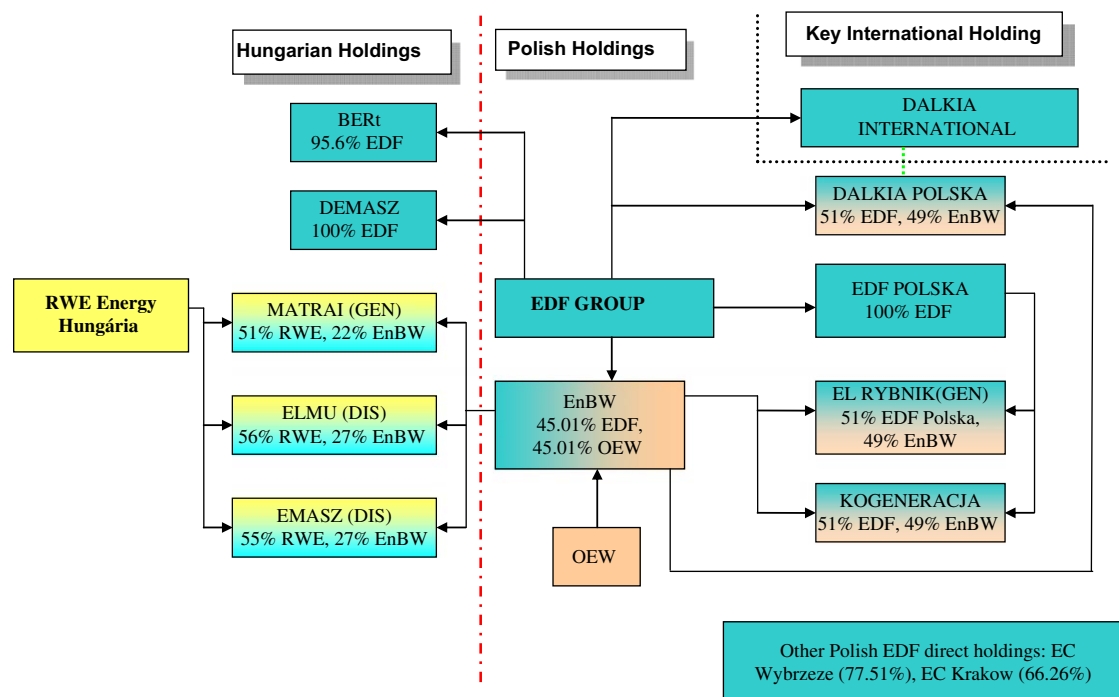 Hungarian Holdings
Polish Holdings
Key International Holding
BERt
95.6% EDF
DALKIA
INTERNATIONAL
DEMASZ
100% EDF
DALKIA POLSKA
51% EDF, 49% EnBW
RWE Energy
Hungária
MATRAI (GEN)
51% RWE, 22% EnBW
EDF GROUP
EDF POLSKA
100% EDF
ELMU (DIS)
56% RWE, 27% EnBW
EnBW
45.01% EDF,
45.01% OEW
EL RYBNIK(GEN)
51% EDF Polska,
49% EnBW
EMASZ (DIS)
55% RWE, 27% EnBW
KOGENERACJA
51% EDF, 49% EnBW
OEW
Other Polish EDF direct holdings: EC
Wybrzeze (77.51%), EC Krakow (66.26%)